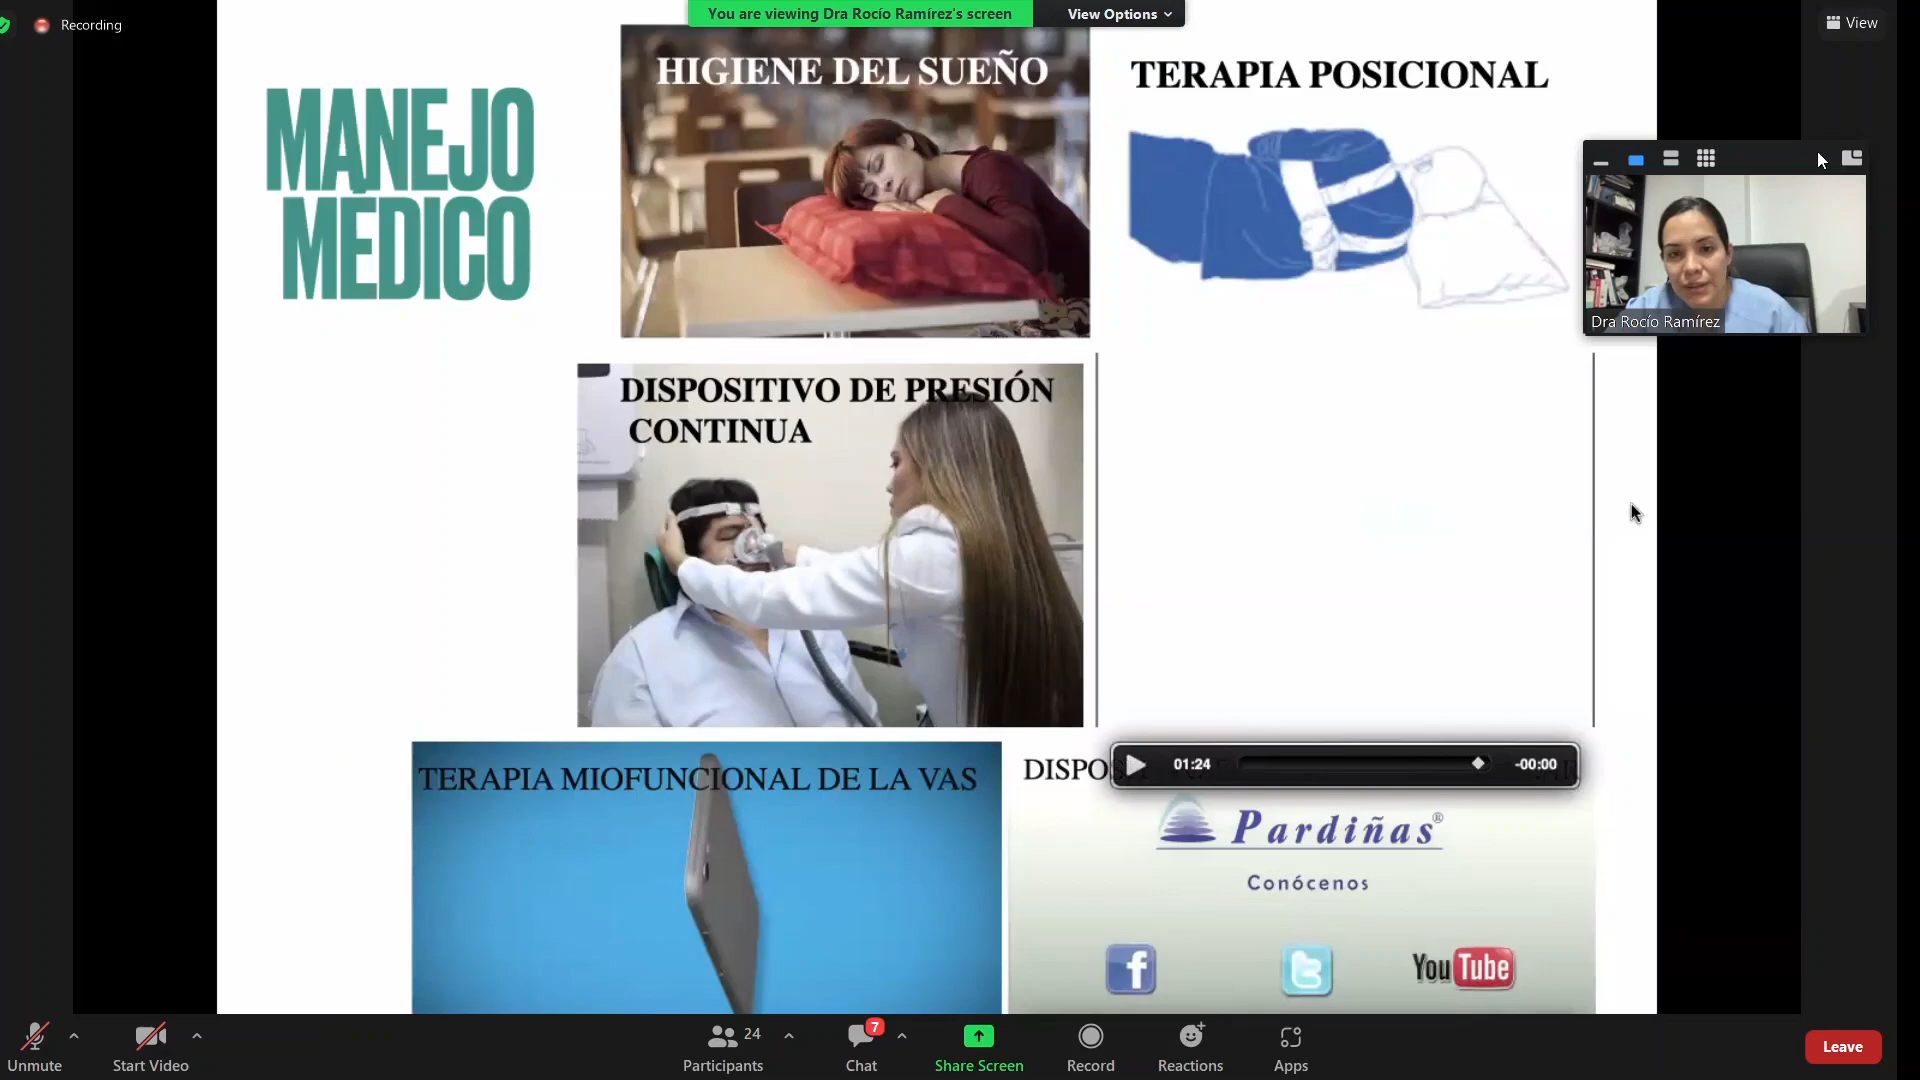 Recording
You are viewing Dra Rocío Ramírez's screen
View Options
View
MANEJO
MÉDICO
HIGIENE DEL SUEÑO
TERAPIA POSICIONAL
Dra Rocío Ramírez
DISPOSITIVO DE PRESIÓN
CONTINUA
TERAPIA MIOFUNCIONAL DE LA VAS
01:24
-00:00
Pardiñas®
Conócenos
f
t
YouTube
Unmute
Start Video
24
Participants
7
Chat
Share Screen
Record
Reactions
Apps
Leave